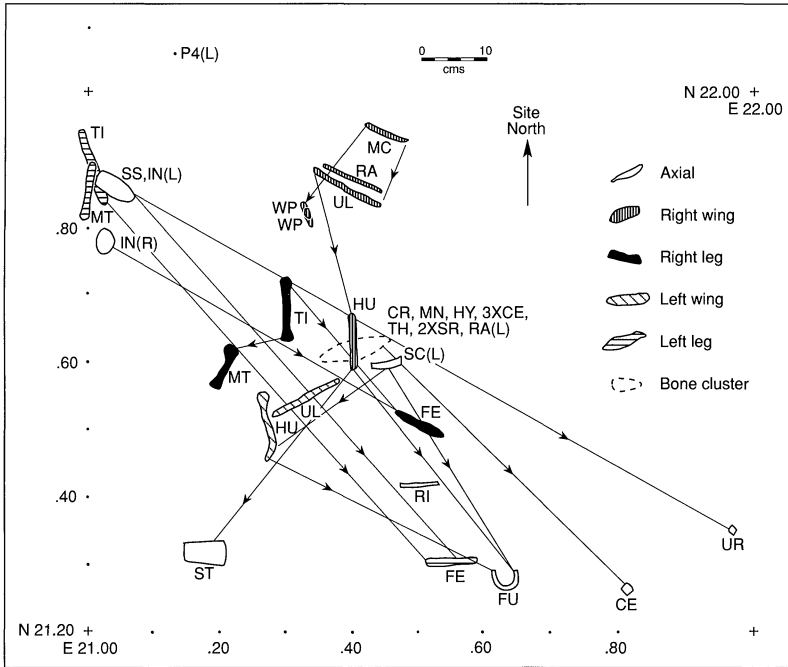 P4(L)
0 10
cms
N 22.00 +
E 22.00
Site
North
TI
SS,IN(L)
MC
RA
UL
WP
WP
MT
.80
IN(R)
Axial
Right wing
Right leg
Left wing
Left leg
Bone cluster
HU
CR, MN, HY, 3XCE,
TH, 2XSR, RA(L)
TI
SC(L)
.60
MT
UL
HU
FE
RI
.40
UR
ST
FE
FU
CE
N 21.20 +
E 21.00 .20 .40 .60 .80